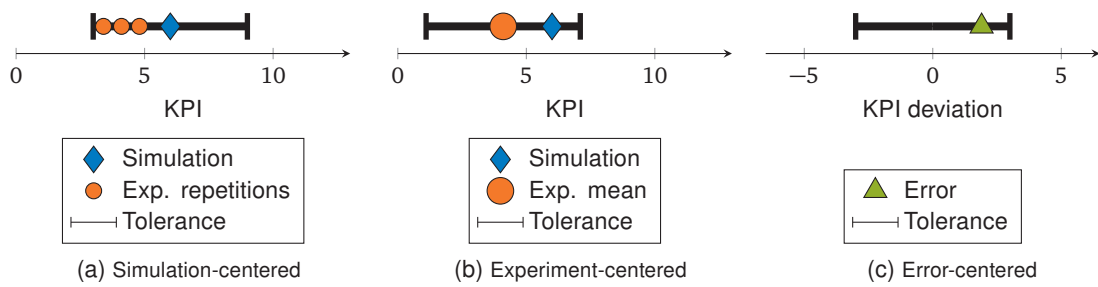 0 5 10
KPI
Simulation
Exp. repetitions
Tolerance
(a) Simulation-centered
0 5 10
KPI
Simulation
Exp. mean
Tolerance
(b) Experiment-centered
−5 0 5
KPI deviation
Error
Tolerance
(c) Error-centered